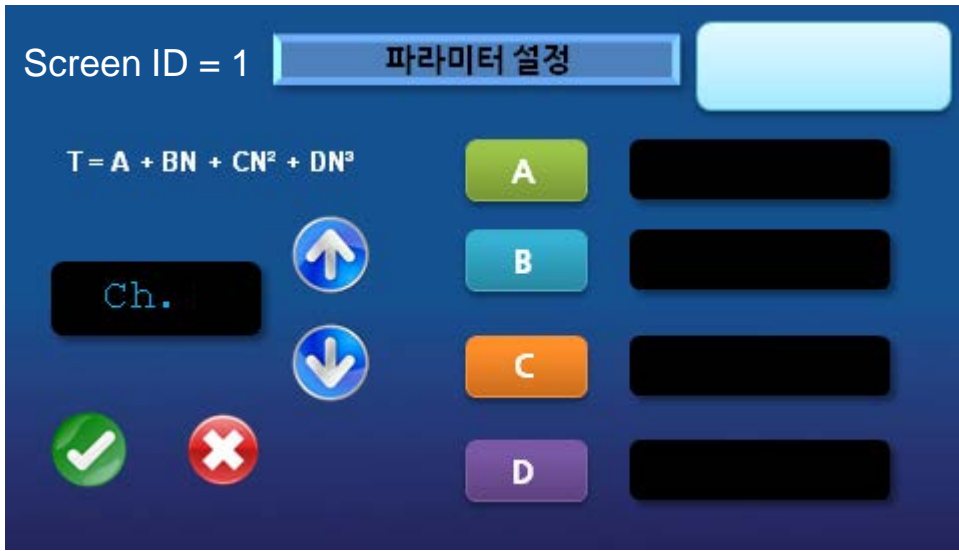 Screen ID = 1
파라미터 설정
T = A + BN + CN² + DN³
A
B
Ch.
C
D